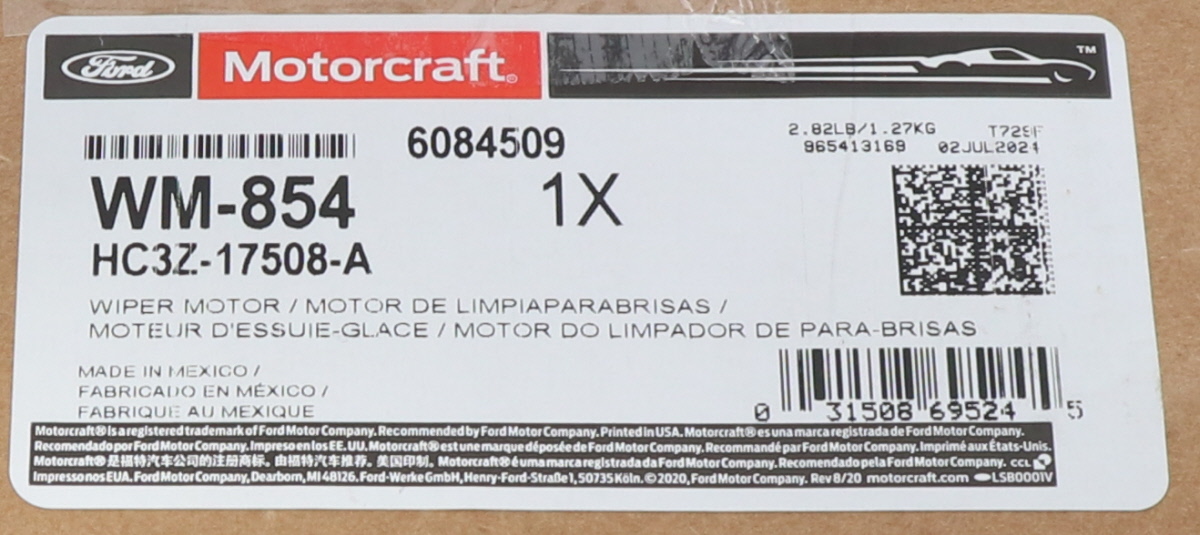 Ford Motorcraft® TM
6084509
2.82LB/1.27KG
965413169 02JUL2024
WM-854 1X
HC3Z-17508-A
WIPER MOTOR / MOTOR DE LIMPIAPARABRISAS /
MOTEUR D'ESSUIE-GLACE / MOTOR DO LIMPADOR DE PARA-BRISAS
MADE IN MEXICO /
FABRICADO EN MÉXICO /
FABRIQUE AU MEXIQUE
0 31508 69524 5
Motorcraft® is a registered trademark of Ford Motor Company. Recommended by Ford Motor Company. Printed in USA. Motorcraft® es una marca registrada de Ford Motor Company.
Recomendado por Ford Motor Company. Impreso en los EE. UU. Motorcraft® est une marque déposée de Ford Motor Company. Recommandé par Ford Motor Company. Imprimé aux États-Unis.
Motorcraft® 是福特汽车公司的注册商标。由福特汽车推荐。美国印制。Motorcraft® é uma marca registrada da Ford Motor Company. Recomendado pela Ford Motor Company. CCL
Impresso nos EUA. Ford Motor Company, Dearborn, MI 48126. Ford-Werke GmbH, Henry-Ford-Straße 1, 50735 Köln. © 2020, Ford Motor Company. Rev 8/20 motorcraft.com LSB0001V